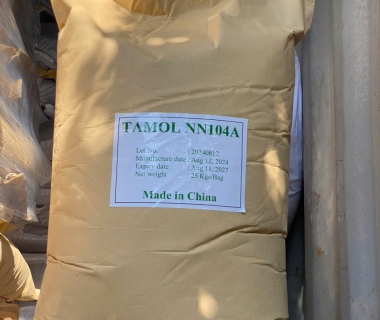 TAMOL NN104A
Lot No. : 20240812
Manufacture date : Aug 12, 2024
Expiry date : Aug 11, 2027
Net weight : 25 Kgs/Bag
Made in China